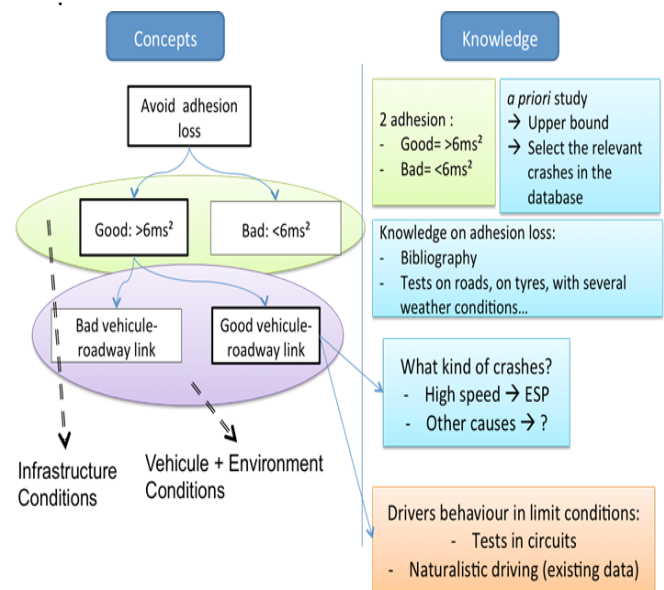 Concepts
Knowledge
Avoid adhesion
loss
Good: >6ms²
Bad: <6ms²
Bad vehicule-
roadway link
Good vehicule-
roadway link
Infrastructure
Conditions
Vehicule + Environment
Conditions
2 adhesion :
- Good= >6ms²
- Bad= <6ms²
a priori study
→ Upper bound
→ Select the relevant
crashes in the
database
Knowledge on adhesion loss:
- Bibliography
- Tests on roads, on tyres, with several
weather conditions...
What kind of crashes?
- High speed → ESP
- Other causes → ?
Drivers behaviour in limit conditions:
- Tests in circuits
- Naturalistic driving (existing data)